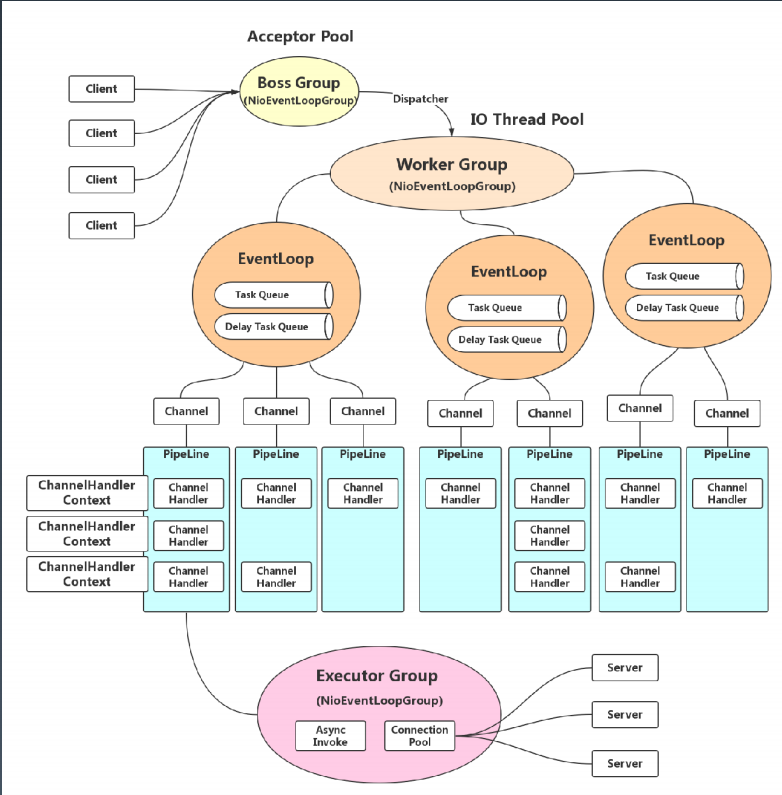 Acceptor Pool
Boss Group
(NioEventLoopGroup)
Client
Client
Client
Client
Dispatcher
IO Thread Pool
Worker Group
(NioEventLoopGroup)
EventLoop
Task Queue
Delay Task Queue
EventLoop
Task Queue
Delay Task Queue
EventLoop
Task Queue
Delay Task Queue
Channel
Channel
Channel
Channel
Channel
Channel
Channel
PipeLine
PipeLine
PipeLine
PipeLine
PipeLine
PipeLine
PipeLine
ChannelHandler
Context
Channel
Handler
Channel
Handler
Channel
Handler
Channel
Handler
Channel
Handler
Channel
Handler
Channel
Handler
ChannelHandler
Context
Channel
Handler
Channel
Handler
ChannelHandler
Context
Channel
Handler
Channel
Handler
Channel
Handler
Channel
Handler
Executor Group
(NioEventLoopGroup)
Async
Invoke
Connection
Pool
Server
Server
Server